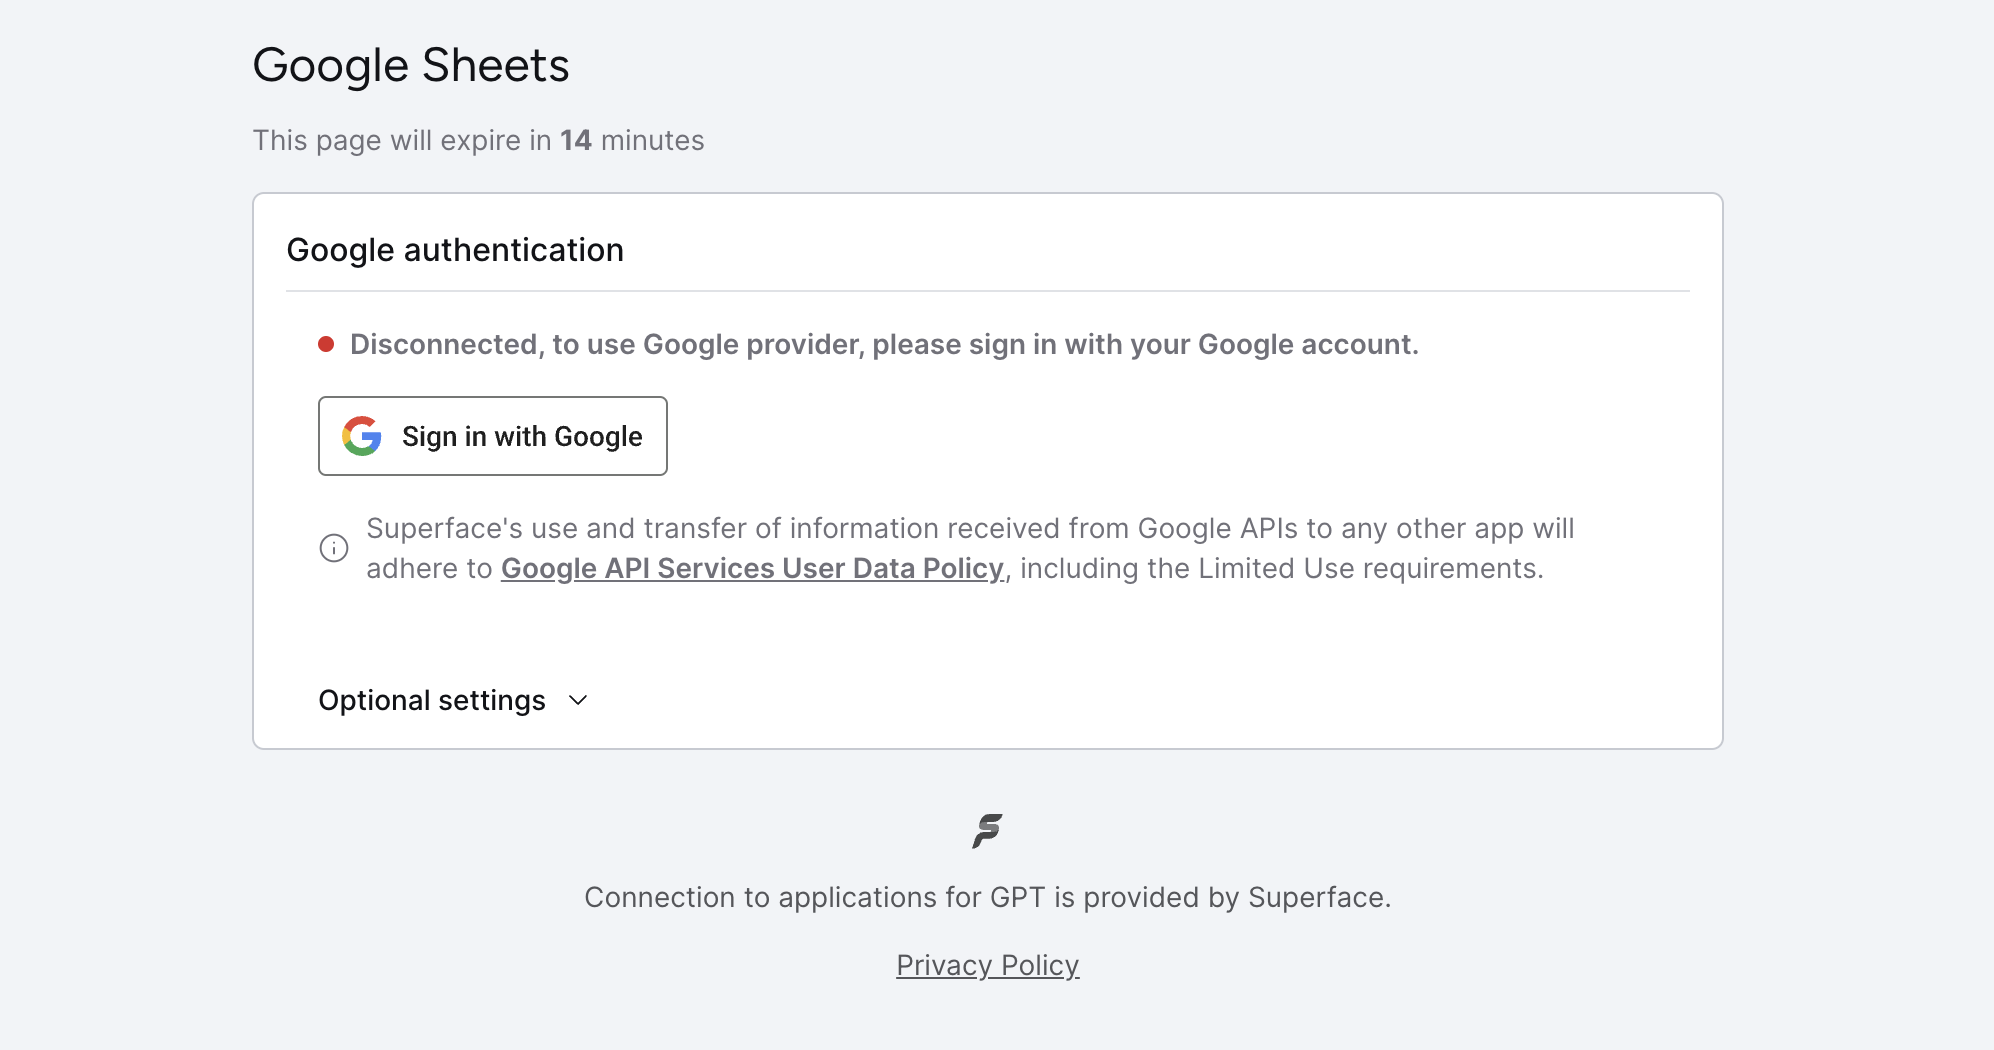 Google Sheets
This page will expire in 14 minutes
Google authentication
Disconnected, to use Google provider, please sign in with your Google account.
Sign in with Google
Superface's use and transfer of information received from Google APIs to any other app will
adhere to Google API Services User Data Policy, including the Limited Use requirements.
Optional settings
Connection to applications for GPT is provided by Superface.
Privacy Policy